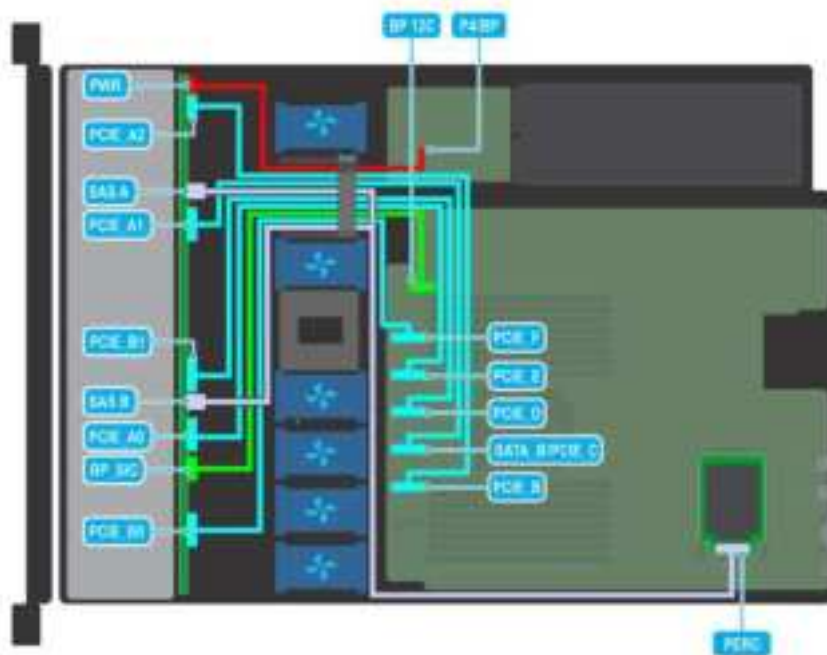 BP 12C
P4 BP
PWR
PCIE_A2
SAS A
PCIE_A1
PCIE_B1
SAS B
PCIE_A0
BP_SIG
PCIE_B0
PCIE_F
PCIE_E
PCIE_D
SATA_B/PCIE_C
PCIE_B
PERC